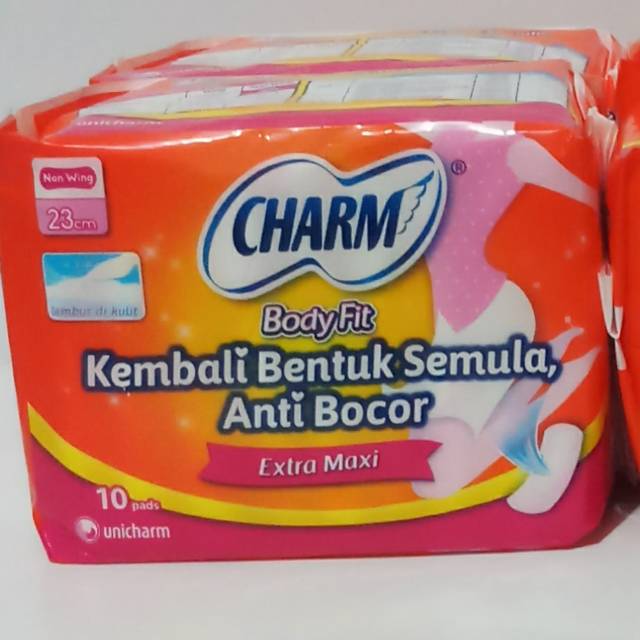 unicharm
Non Wing
23cm
CHARM®
lembut di kulit
Body Fit
Kembali Bentuk Semula,
Anti Bocor
Extra Maxi
10 pads
unicharm